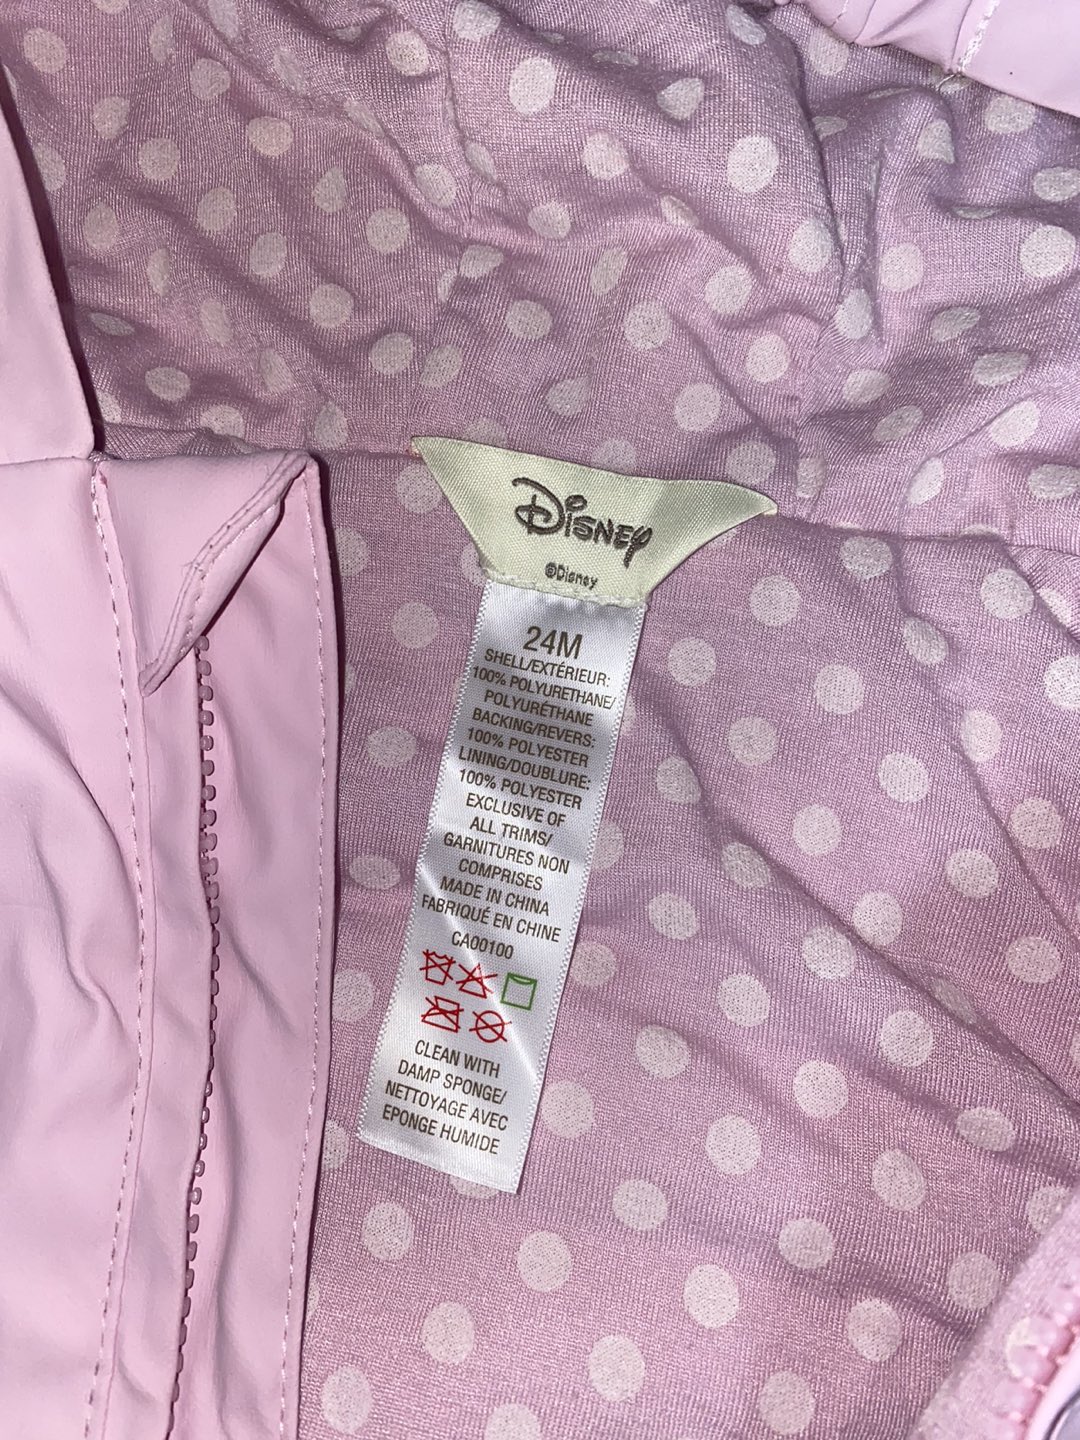 Disney
©Disney
24M
SHELL/EXTÉRIEUR:
100% POLYURETHANE/
POLYURÉTHANE
BACKING/REVERS:
100% POLYESTER
LINING/DOUBLURE:
100% POLYESTER
EXCLUSIVE OF
ALL TRIMS/
GARNITURES NON
COMPRISES
MADE IN CHINA
FABRIQUÉ EN CHINE
CA00100
CLEAN WITH
DAMP SPONGE/
NETTOYAGE AVEC
EPONGE HUMIDE